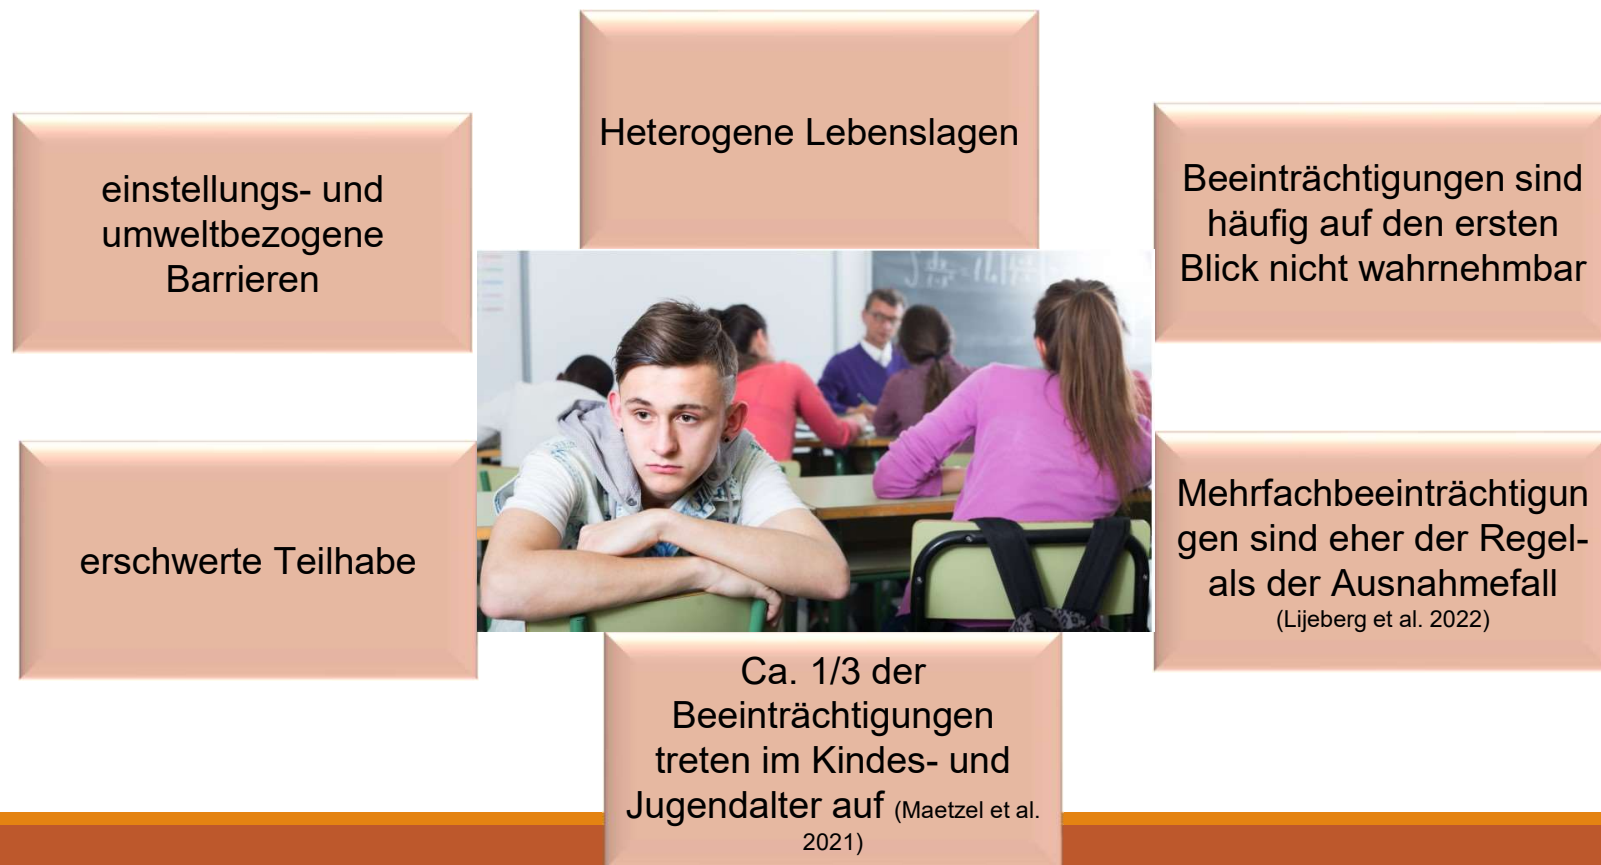 Heterogene Lebenslagen
einstellungs- und
umweltbezogene
Barrieren
Beeinträchtigungen sind
häufig auf den ersten
Blick nicht wahrnehmbar
erschwerte Teilhabe
Mehrfachbeeinträchtigun
gen sind eher der Regel-
als der Ausnahmefall
(Lijeberg et al. 2022)
Ca. 1/3 der
Beeinträchtigungen
treten im Kindes- und
Jugendalter auf (Maetzel et al.
2021)